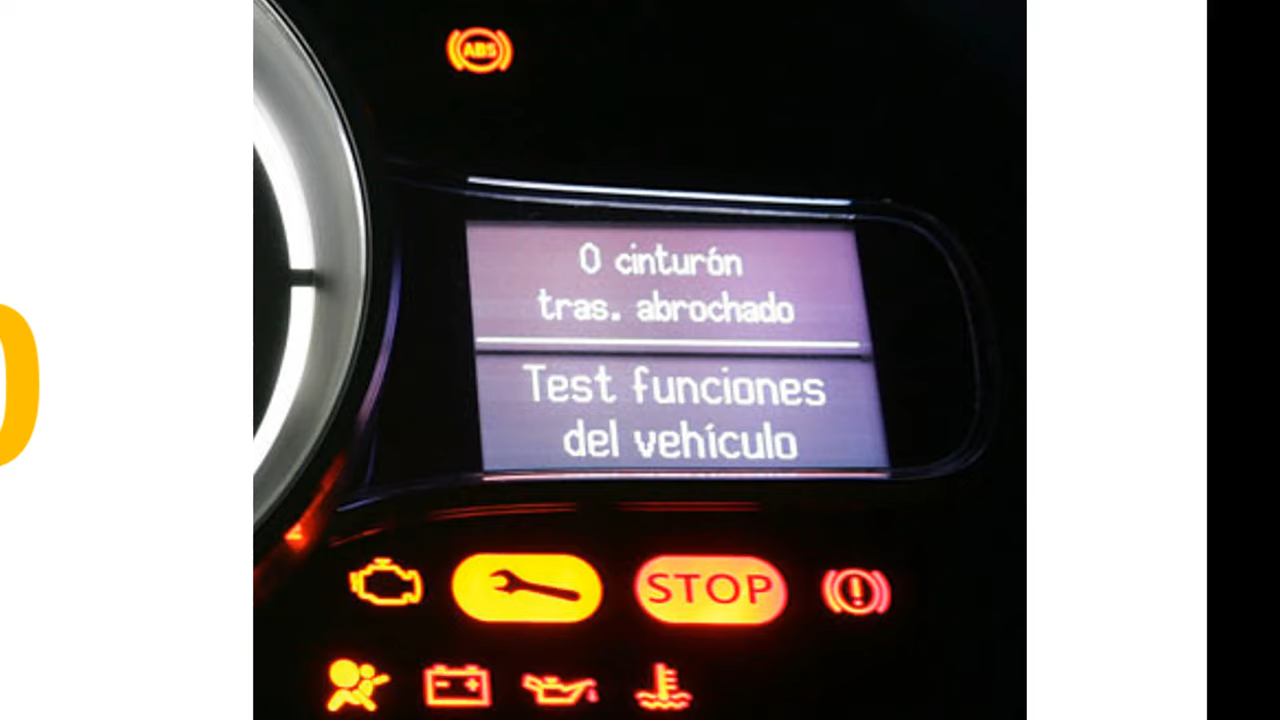 ABS
0 cinturón
tras. abrochado
Test funciones
del vehículo
STOP